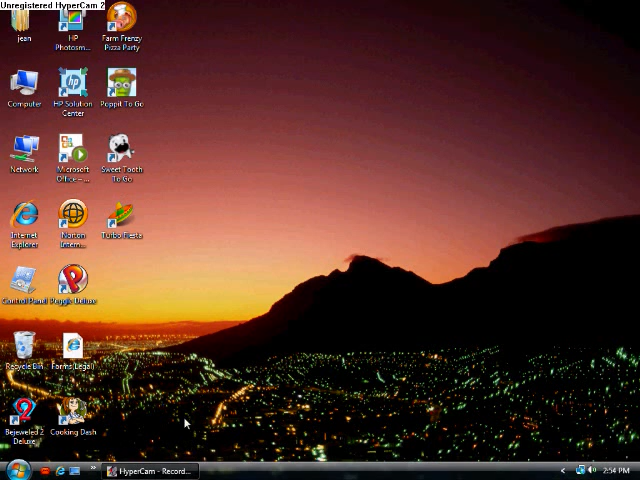 Unregistered HyperCam 2
jean
HP
Photosm...
Farm Frenzy
Pizza Party
Computer
HP Solution
Center
Poppit To Go
Network
Microsoft
Office - ...
Sweet Tooth
To Go
Internet
Explorer
Norton
Intern...
Turbo Fiesta
Control Panel
Peggle Deluxe
Recycle Bin
Forms (Legal)
Bejeweled 2
Deluxe
Cooking Dash
HyperCam - Record...
2:54 PM